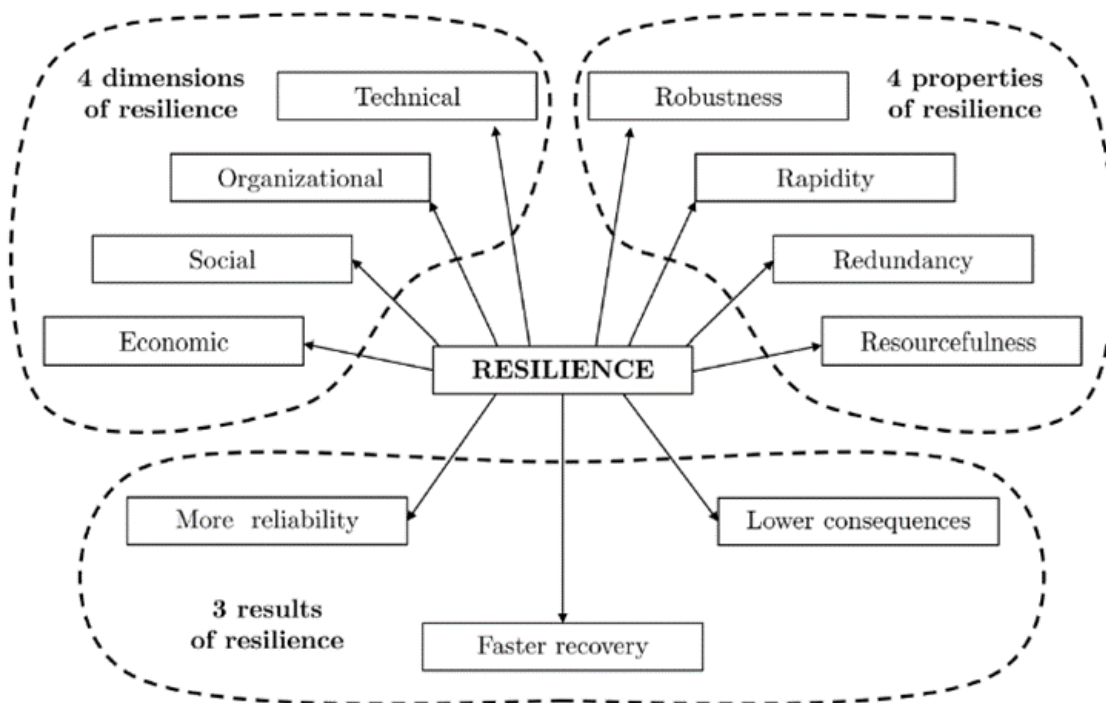 4 dimensions
of resilience
Technical
Organizational
Social
Economic
Robustness
4 properties
of resilience
Rapidity
Redundancy
Resourcefulness
RESILIENCE
More reliability
Lower consequences
3 results
of resilience
Faster recovery